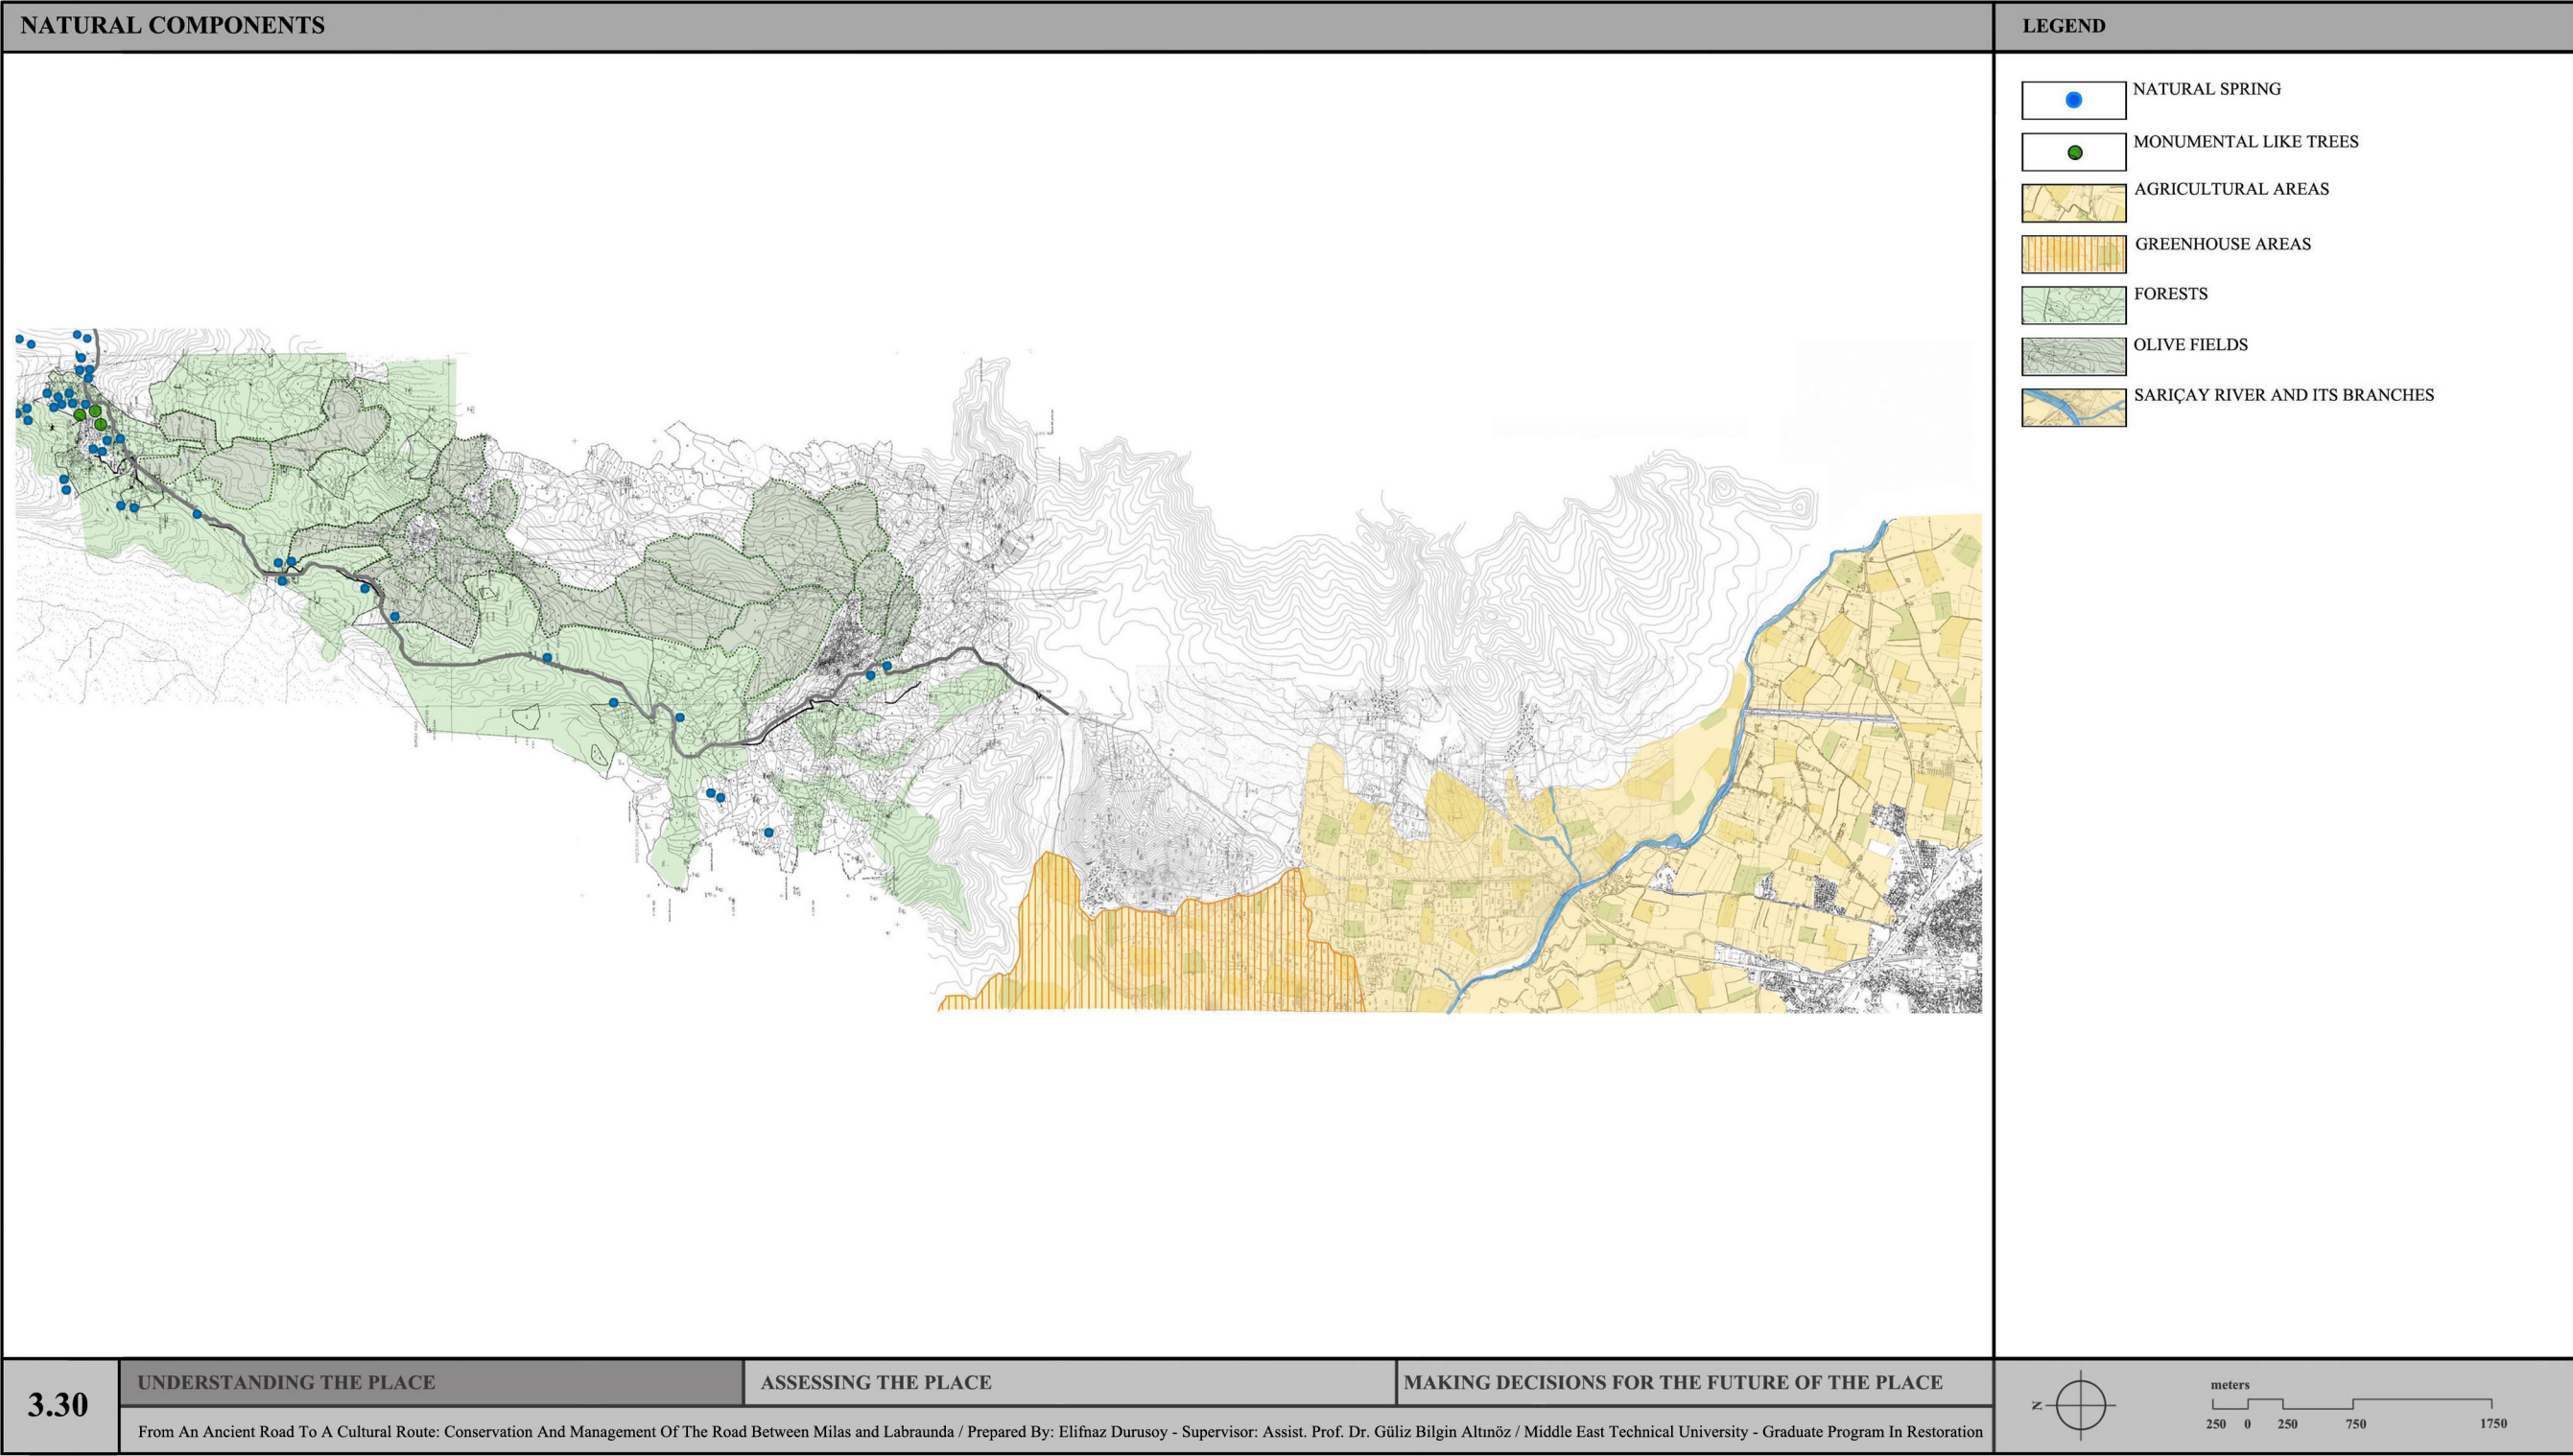 NATURAL COMPONENTS
LEGEND
NATURAL SPRING
MONUMENTAL LIKE TREES
AGRICULTURAL AREAS
GREENHOUSE AREAS
FORESTS
OLIVE FIELDS
SARIÇAY RIVER AND ITS BRANCHES
3.30
UNDERSTANDING THE PLACE
ASSESSING THE PLACE
MAKING DECISIONS FOR THE FUTURE OF THE PLACE
From An Ancient Road To A Cultural Route: Conservation And Management Of The Road Between Milas and Labraunda / Prepared By: Elifnaz Durusoy - Supervisor: Assist. Prof. Dr. Güliz Bilgin Altınöz / Middle East Technical University - Graduate Program In Restoration
N
meters
250 0 250 750 1750